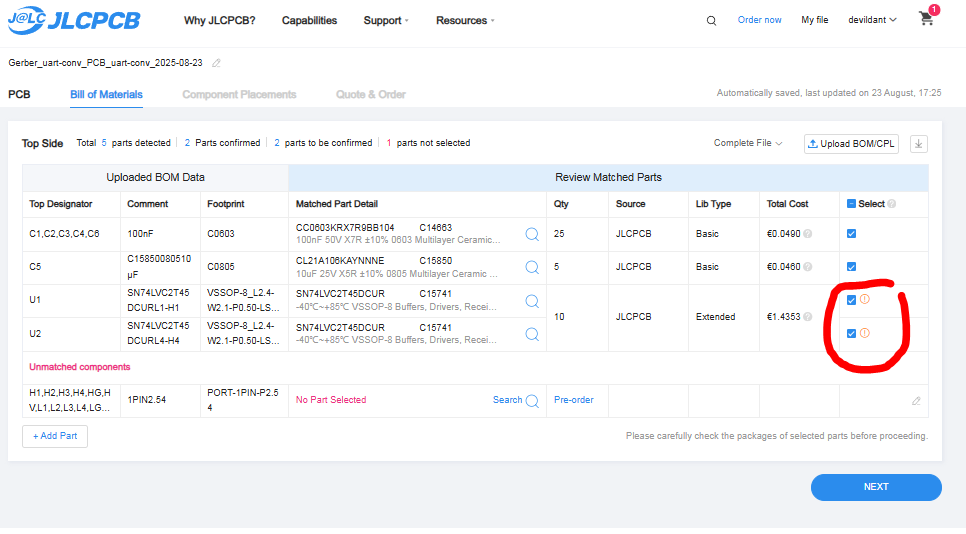 J@LC JLCPCB Why JLCPCB? Capabilities Support Resources Order now My file devildant 1
Gerber_uart-conv_PCB_uart-conv_2025-08-23
PCB Bill of Materials Component Placements Quote & Order Automatically saved, last updated on 23 August, 17:25
Top Side Total 5 parts detected 2 Parts confirmed 2 parts to be confirmed 1 parts not selected Complete File Upload BOM/CPL
Uploaded BOM Data Review Matched Parts
Top Designator Comment Footprint Matched Part Detail Qty Source Lib Type Total Cost Select
C1,C2,C3,C4,C6 100nF C0603 CC0603KRX7R9BB104 C14663 25 JLCPCB Basic €0.0490
100nF 50V X7R ±10% 0603 Multilayer Ceramic...
C5 C15850080510 C0805 CL21A106KAYNNNE C15850 5 JLCPCB Basic €0.0460
µF 10uF 25V X5R ±10% 0805 Multilayer Ceramic ...
U1 SN74LVC2T45 VSSOP-8_L2.4- SN74LVC2T45DCUR C15741
DCURL1-H1 W2.1-P0.50-LS... -40℃~+85℃ VSSOP-8 Buffers, Drivers, Recei...
10 JLCPCB Extended €1.4353
U2 SN74LVC2T45 VSSOP-8_L2.4- SN74LVC2T45DCUR C15741
DCURL4-H4 W2.1-P0.50-LS... -40℃~+85℃ VSSOP-8 Buffers, Drivers, Recei...
Unmatched components
H1,H2,H3,H4,HG,H 1PIN2.54 PORT-1PIN-P2.5 No Part Selected Search Pre-order
V,L1,L2,L3,L4,LG... 4
+ Add Part Please carefully check the packages of selected parts before proceeding.
NEXT